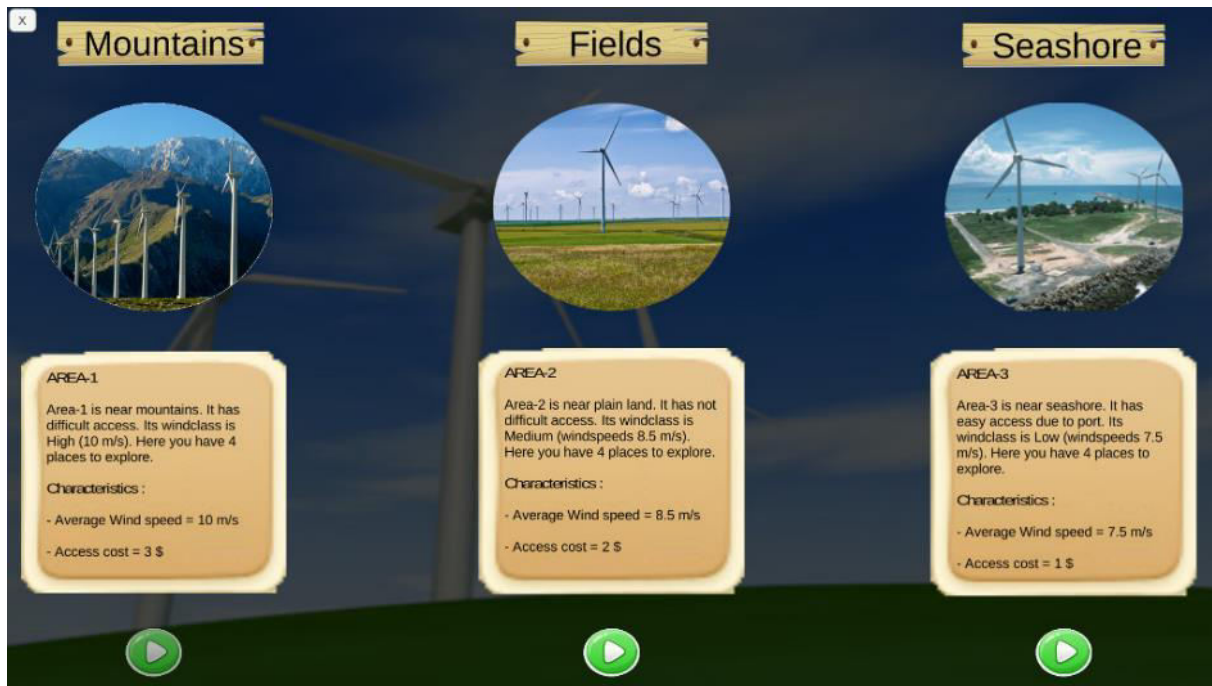 X
Mountains
Fields
Seashore
AREA-1
Area-1 is near mountains. It has
difficult access. Its windclass is
High (10 m/s). Here you have 4
places to explore.
Characteristics :
- Average Wind speed = 10 m/s
- Access cost = 3 $
AREA-2
Area-2 is near plain land. It has not
difficult access. Its windclass is
Medium (windspeeds 8.5 m/s).
Here you have 4 places to explore.
Characteristics :
- Average Wind speed = 8.5 m/s
- Access cost = 2 $
AREA-3
Area-3 is near seashore. It has
easy access due to port. Its
windclass is Low (windspeeds 7.5
m/s). Here you have 4 places to
explore.
Characteristics :
- Average Wind speed = 7.5 m/s
- Access cost = 1 $